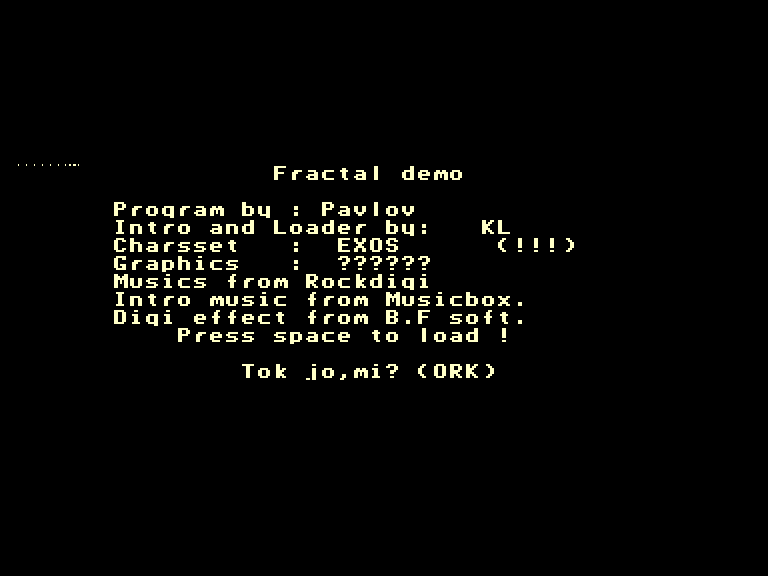 Fractal demo
Program by : Pavlov
Intro and Loader by: KL
Charsset : EXOS (!!!)
Graphics : ??????
Musics from Rockdigi
Intro music from Musicbox.
Digi effect from B.F soft.
Press space to load !
Tok jo,mi? (ORK)